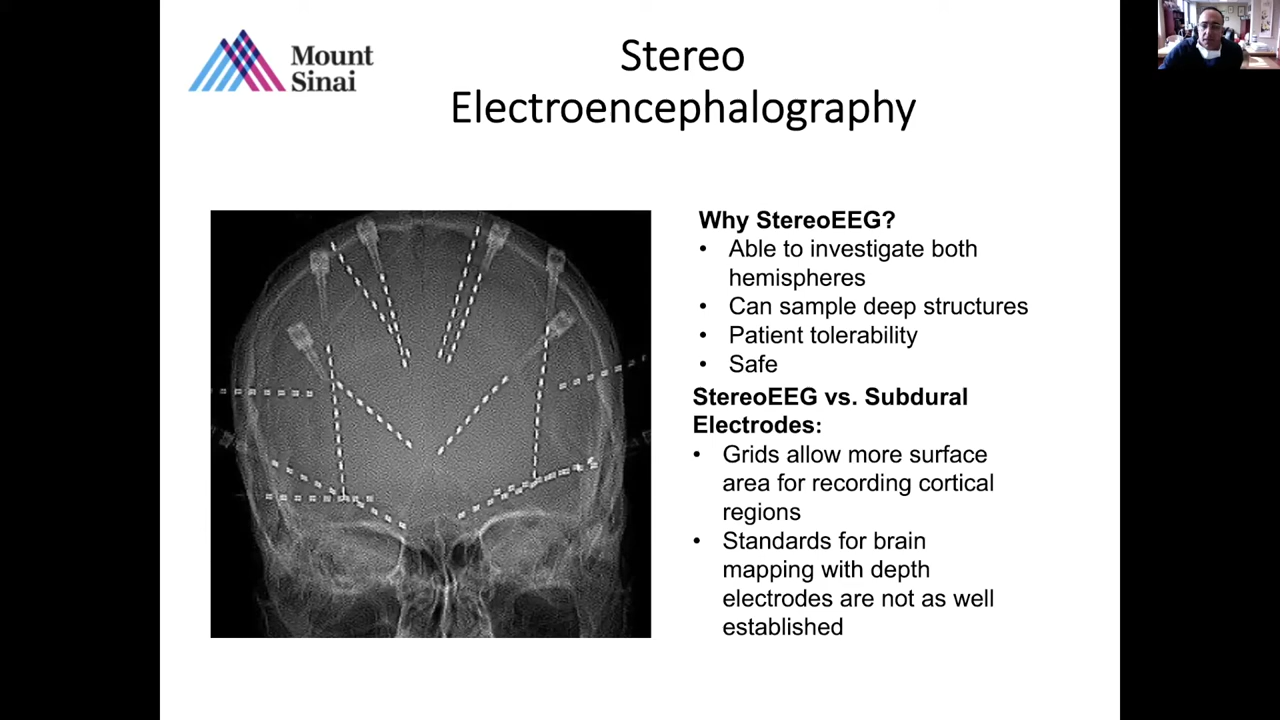 Mount
Sinai
Stereo
Electroencephalography
Why StereoEEG?
• Able to investigate both
hemispheres
• Can sample deep structures
• Patient tolerability
• Safe
StereoEEG vs. Subdural
Electrodes:
• Grids allow more surface
area for recording cortical
regions
• Standards for brain
mapping with depth
electrodes are not as well
established